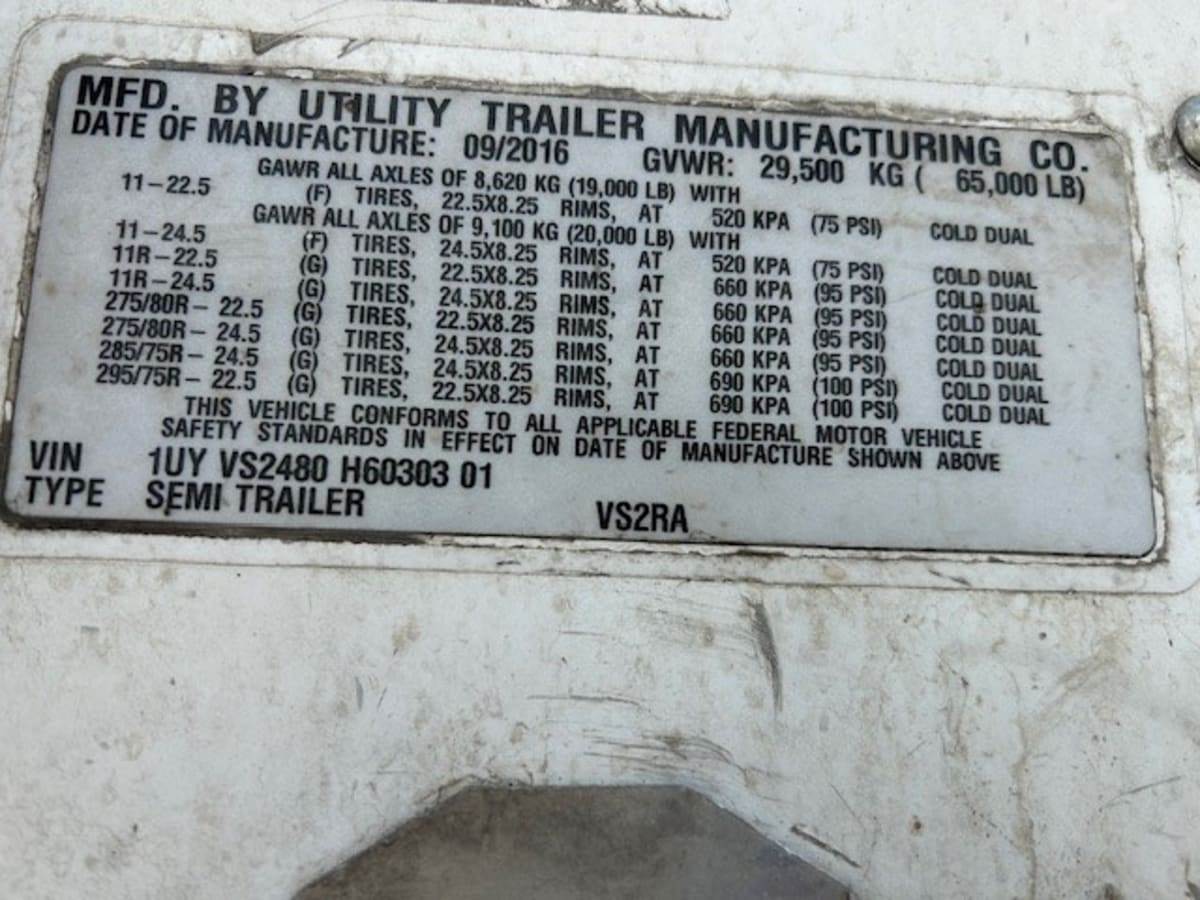 MFD. BY UTILITY TRAILER MANUFACTURING CO.
DATE OF MANUFACTURE: 09/2016 GVWR: 29,500 KG ( 65,000 LB)
GAWR ALL AXLES OF 8,620 KG (19,000 LB) WITH
11-22.5 (F) TIRES, 22.5X8.25 RIMS, AT 520 KPA (75 PSI) COLD DUAL
GAWR ALL AXLES OF 9,100 KG (20,000 LB) WITH
11-24.5 (F) TIRES, 24.5X8.25 RIMS, AT 520 KPA (75 PSI) COLD DUAL
11R-22.5 (G) TIRES, 22.5X8.25 RIMS, AT 660 KPA (95 PSI) COLD DUAL
11R-24.5 (G) TIRES, 24.5X8.25 RIMS, AT 660 KPA (95 PSI) COLD DUAL
275/80R- 22.5 (G) TIRES, 22.5X8.25 RIMS, AT 660 KPA (95 PSI) COLD DUAL
275/80R- 24.5 (G) TIRES, 24.5X8.25 RIMS, AT 660 KPA (95 PSI) COLD DUAL
285/75R- 24.5 (G) TIRES, 24.5X8.25 RIMS, AT 690 KPA (100 PSI) COLD DUAL
295/75R- 22.5 (G) TIRES, 22.5X8.25 RIMS, AT 690 KPA (100 PSI) COLD DUAL
THIS VEHICLE CONFORMS TO ALL APPLICABLE FEDERAL MOTOR VEHICLE
SAFETY STANDARDS IN EFFECT ON DATE OF MANUFACTURE SHOWN ABOVE
VIN 1UY VS2480 H60303 01
TYPE SEMI TRAILER VS2RA